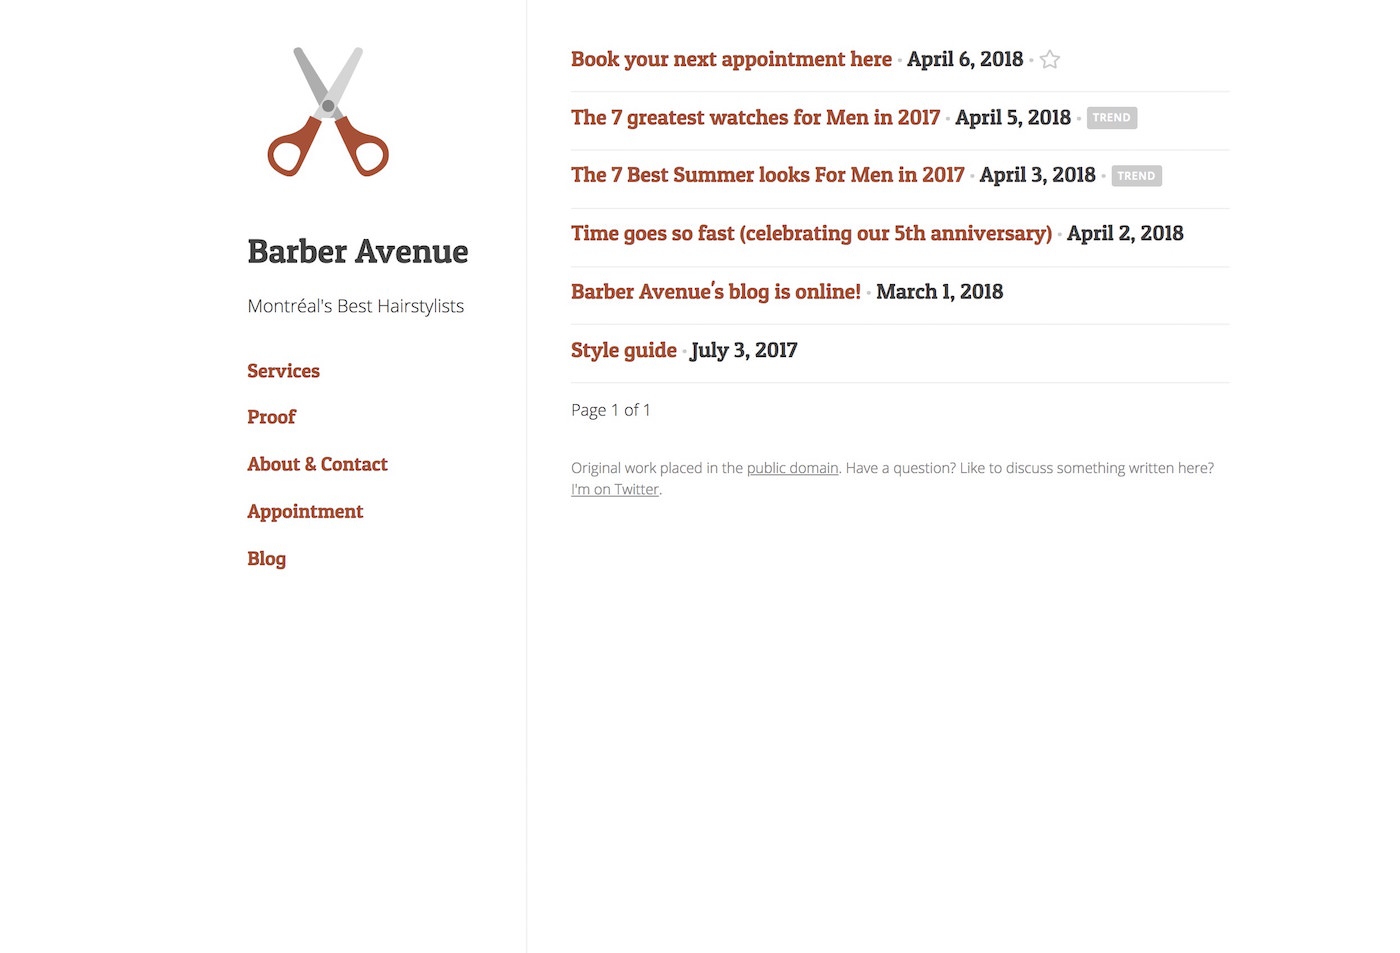 Barber Avenue
Montréal's Best Hairstylists
Services
Proof
About & Contact
Appointment
Blog
Book your next appointment here • April 6, 2018 •
The 7 greatest watches for Men in 2017 • April 5, 2018 • TREND
The 7 Best Summer looks For Men in 2017 • April 3, 2018 • TREND
Time goes so fast (celebrating our 5th anniversary) • April 2, 2018
Barber Avenue's blog is online! • March 1, 2018
Style guide • July 3, 2017
Page 1 of 1
Original work placed in the public domain. Have a question? Like to discuss something written here?
I'm on Twitter.